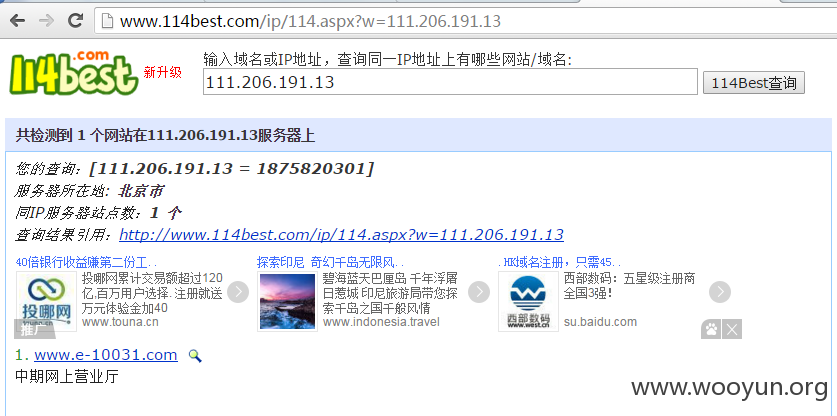 www.114best.com/ip/114.aspx?w=111.206.191.13
114best.com
新升级
输入域名或IP地址，查询同一IP地址上有哪些网站/域名:
111.206.191.13
114Best查询
共检测到 1 个网站在111.206.191.13服务器上
您的查询：[111.206.191.13 = 1875820301]
服务器所在地: 北京市
同IP服务器站点数：1 个
查询结果引用：http://www.114best.com/ip/114.aspx?w=111.206.191.13
40倍银行收益赚第二份工..
投哪网
touna.cn
投哪网累计交易额超过120
亿,百万用户选择. 注册就送
万元体验金加40
www.touna.cn
探索印尼 奇幻千岛无限风..
碧海蓝天巴厘岛 千年浮屠
日惹城 印尼旅游局带您探
索千岛之国千般风情
www.indonesia.travel
.HK域名注册，只需45..
西部数码
www.west.cn
西部数码：五星级注册商
全国3强！
su.baidu.com
推广
1. www.e-10031.com
中期网上营业厅
www.wooyun.org